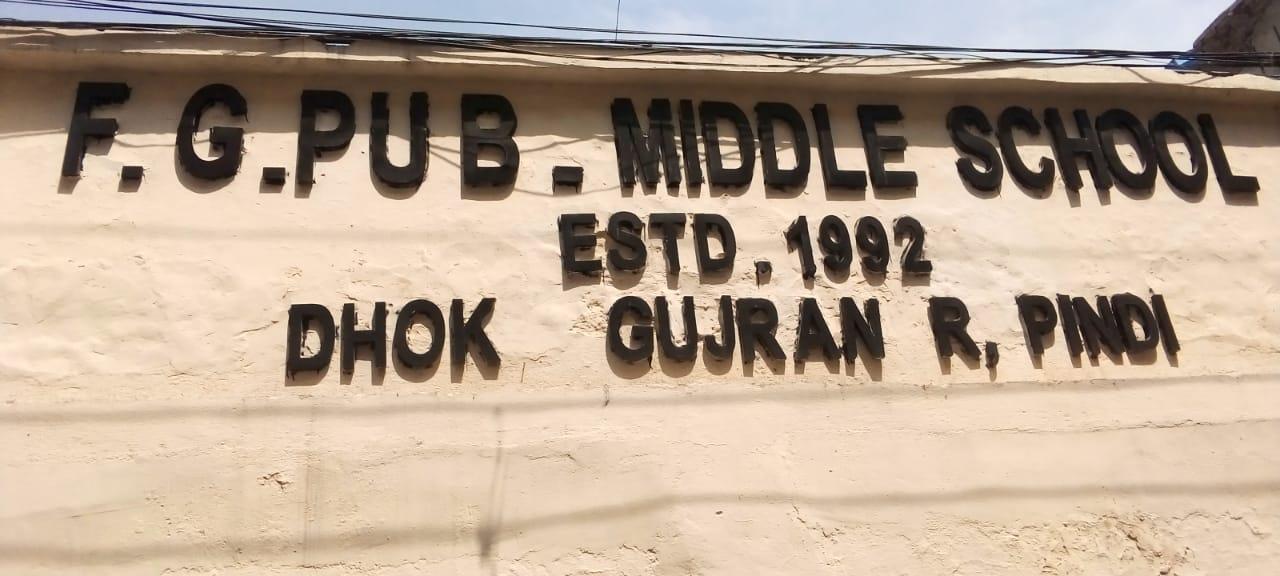 F.G.PUB.MIDDLE SCHOOL
ESTD.1992
DHOK GUJRAN R,PINDI